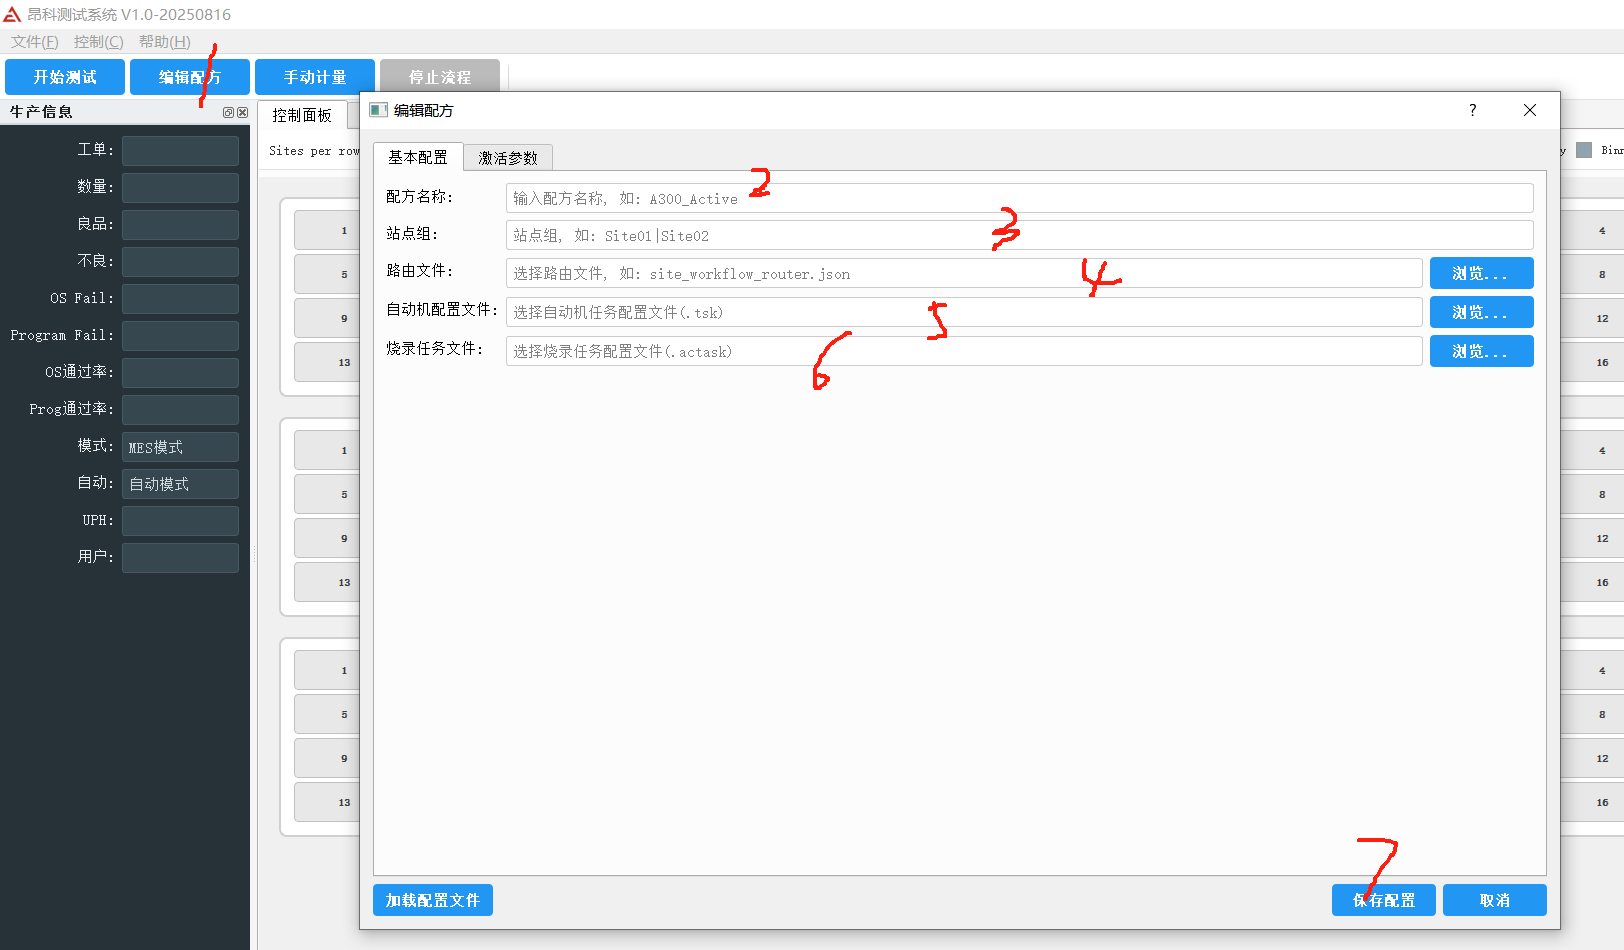 昂科测试系统 V1.0-20250816
文件(F) 控制(C) 帮助(H)
开始测试 编辑配方 手动计量 停止流程
1
生产信息
工单:
数量:
良品:
不良:
OS Fail:
Program Fail:
OS通过率:
Prog通过率:
模式: MES模式
自动: 自动模式
UPH:
用户:
控制面板
Sites per row
1
5
9
13
1
5
9
13
1
5
9
13
编辑配方 ?
基本配置 激活参数
配方名称: 输入配方名称, 如: A300_Active 2
站点组: 站点组, 如: Site01|Site02 3
路由文件: 选择路由文件, 如: site_workflow_router.json 4 浏览...
自动机配置文件: 选择自动机任务配置文件(.tsk) 5 浏览...
烧录任务文件: 选择烧录任务配置文件(.actask) 6 浏览...
7
加载配置文件 保存配置 取消
y Binn
4
8
12
16
4
8
12
16
4
8
12
16